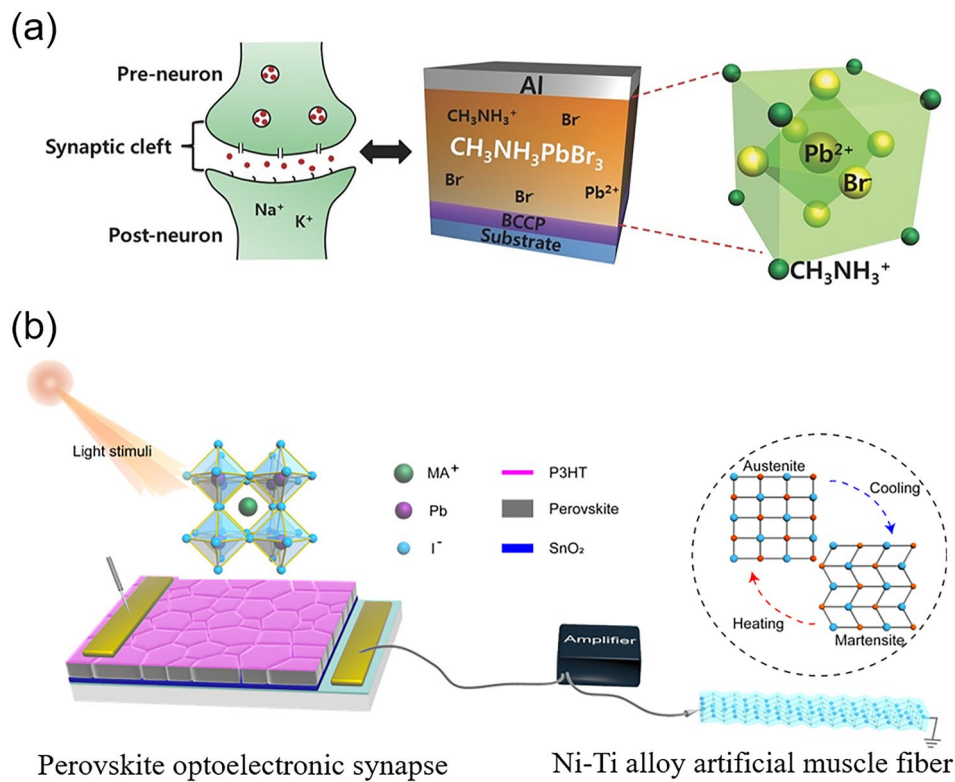 (a)
Pre-neuron
Synaptic cleft
Na⁺
K⁺
Post-neuron
Al
CH₃NH₃⁺
Br⁻
CH₃NH₃PbBr₃
Br⁻
Br⁻
Pb²⁺
BCCP
Substrate
Pb²⁺
Br⁻
CH₃NH₃⁺
(b)
Light stimuli
MA⁺
Pb
I⁻
P3HT
Perovskite
SnO₂
Austenite
Cooling
Heating
Martensite
Amplifier
Perovskite optoelectronic synapse
Ni-Ti alloy artificial muscle fiber